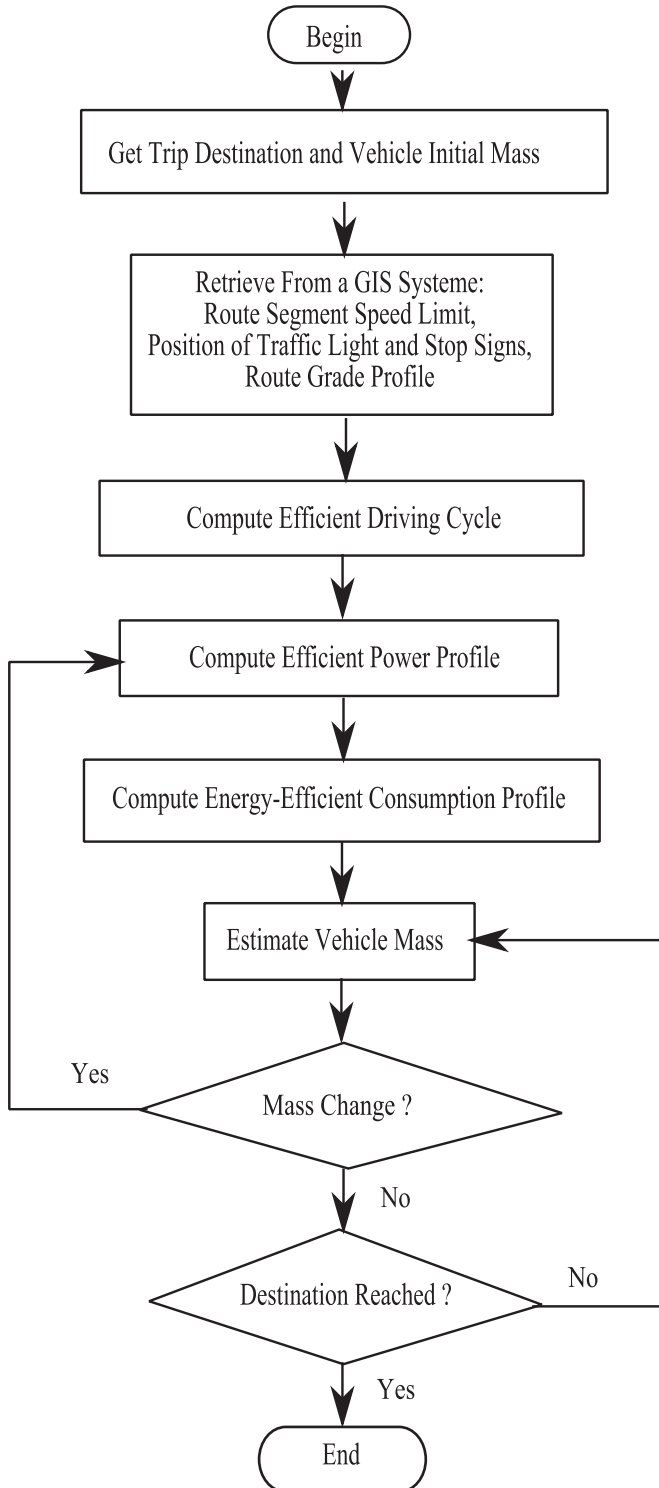 Begin
Get Trip Destination and Vehicle Initial Mass
Retrieve From a GIS Systeme:
Route Segment Speed Limit,
Position of Traffic Light and Stop Signs,
Route Grade Profile
Compute Efficient Driving Cycle
Compute Efficient Power Profile
Compute Energy-Efficient Consumption Profile
Estimate Vehicle Mass
Yes
Mass Change ?
No
Destination Reached ?
No
Yes
End